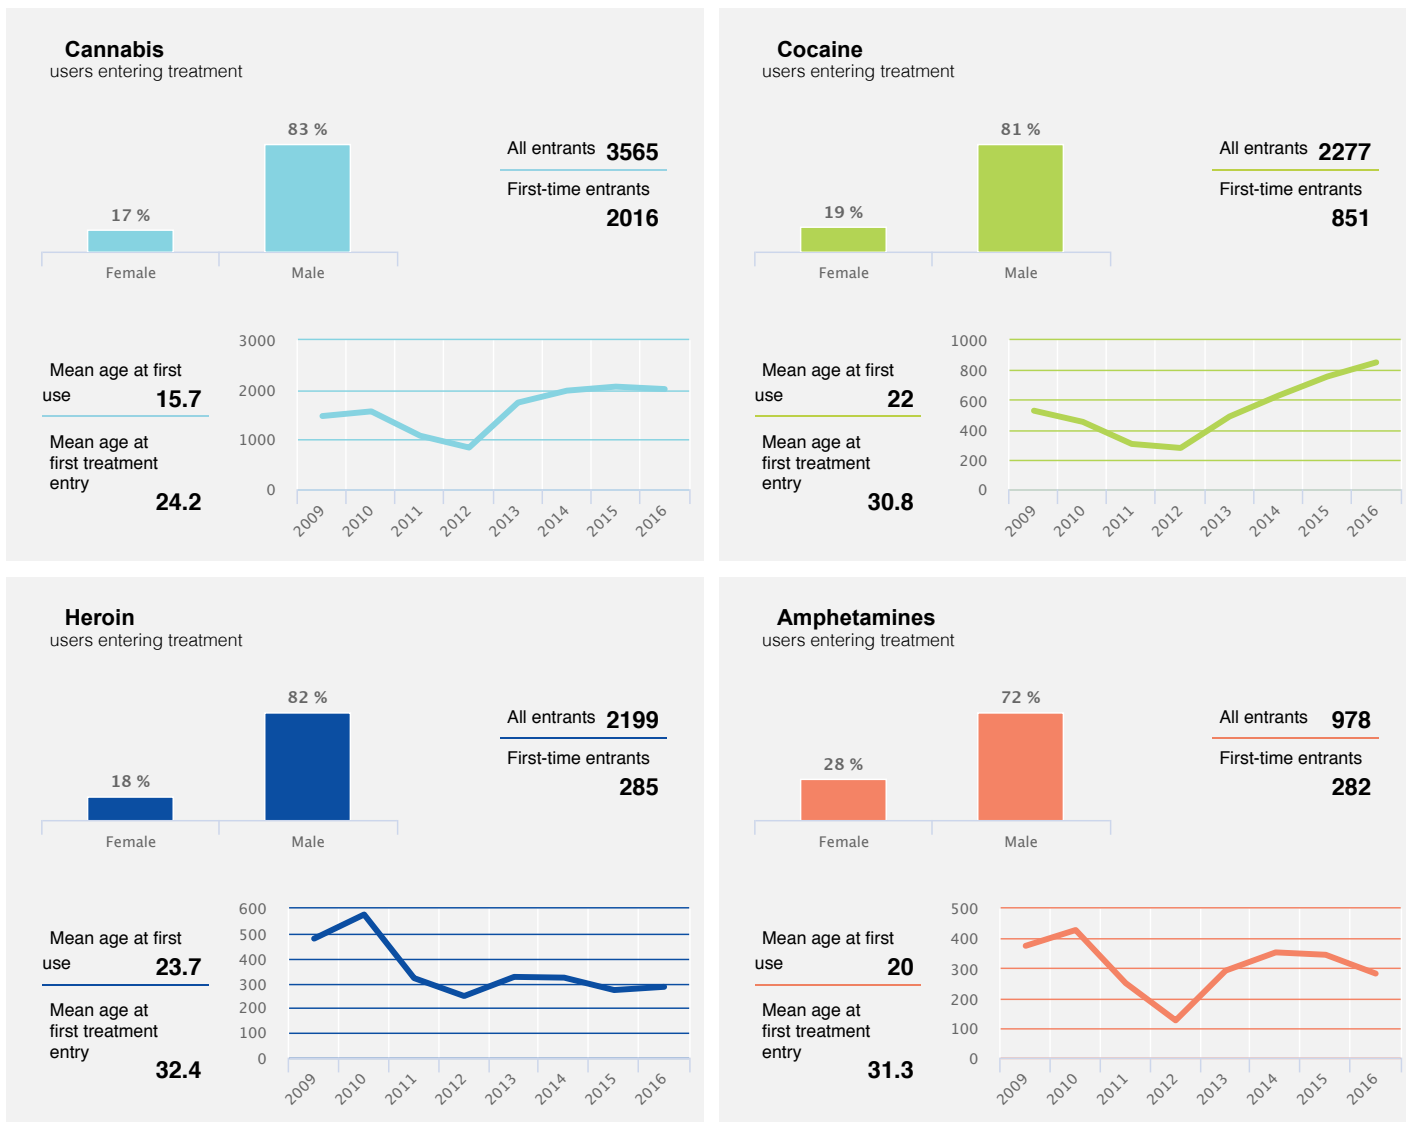 Cannabis
users entering treatment
83 %
17 %
Female
Male
All entrants 3565
First-time entrants
2016
Mean age at first
use 15.7
Mean age at
first treatment
entry
24.2
3000
2000
1000
0
2009
2010
2011
2012
2013
2014
2015
2016
Cocaine
users entering treatment
81 %
19 %
Female
Male
All entrants 2277
First-time entrants
851
Mean age at first
use 22
Mean age at
first treatment
entry
30.8
1000
800
600
400
200
0
2009
2010
2011
2012
2013
2014
2015
2016
Heroin
users entering treatment
82 %
18 %
Female
Male
All entrants 2199
First-time entrants
285
Mean age at first
use 23.7
Mean age at
first treatment
entry
32.4
600
500
400
300
200
100
0
2009
2010
2011
2012
2013
2014
2015
2016
Amphetamines
users entering treatment
72 %
28 %
Female
Male
All entrants 978
First-time entrants
282
Mean age at first
use 20
Mean age at
first treatment
entry
31.3
500
400
300
200
100
0
2009
2010
2011
2012
2013
2014
2015
2016